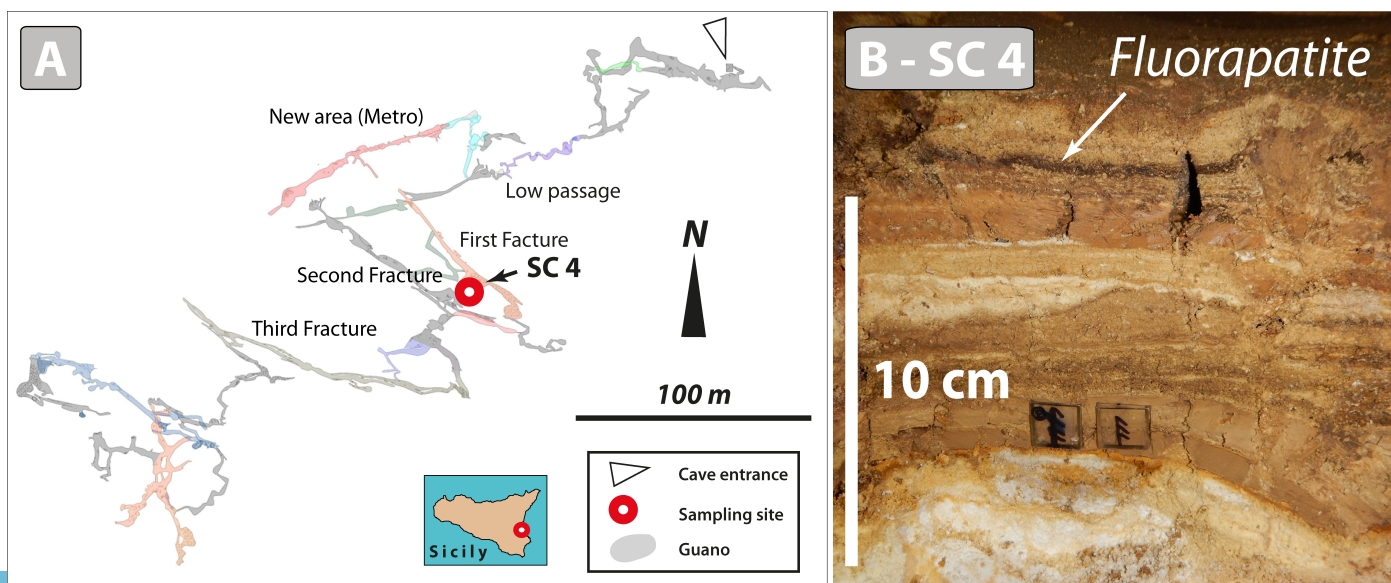 A
New area (Metro)
Low passage
First Facture
SC 4
Second Fracture
Third Fracture
N
100 m
Cave entrance
Sampling site
Guano
Sicily
B - SC 4
Fluorapatite
10 cm